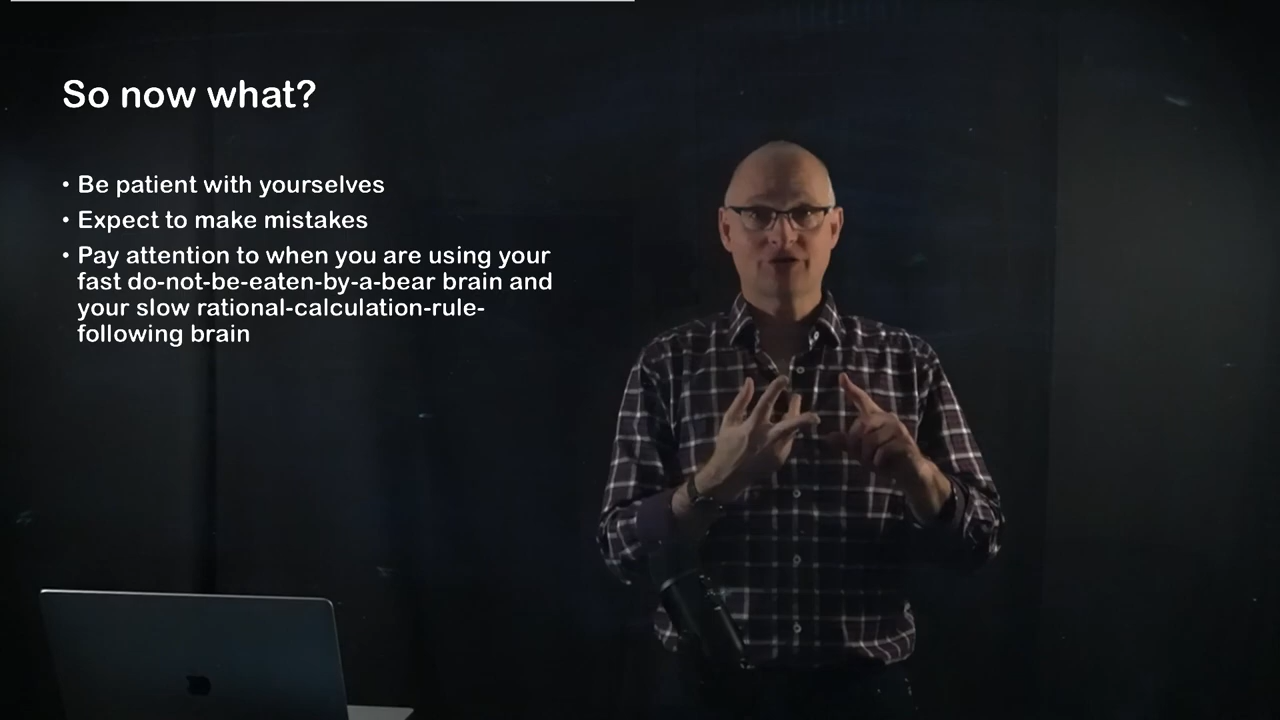 So now what?
• Be patient with yourselves
• Expect to make mistakes
• Pay attention to when you are using your
fast do-not-be-eaten-by-a-bear brain and
your slow rational-calculation-rule-
following brain